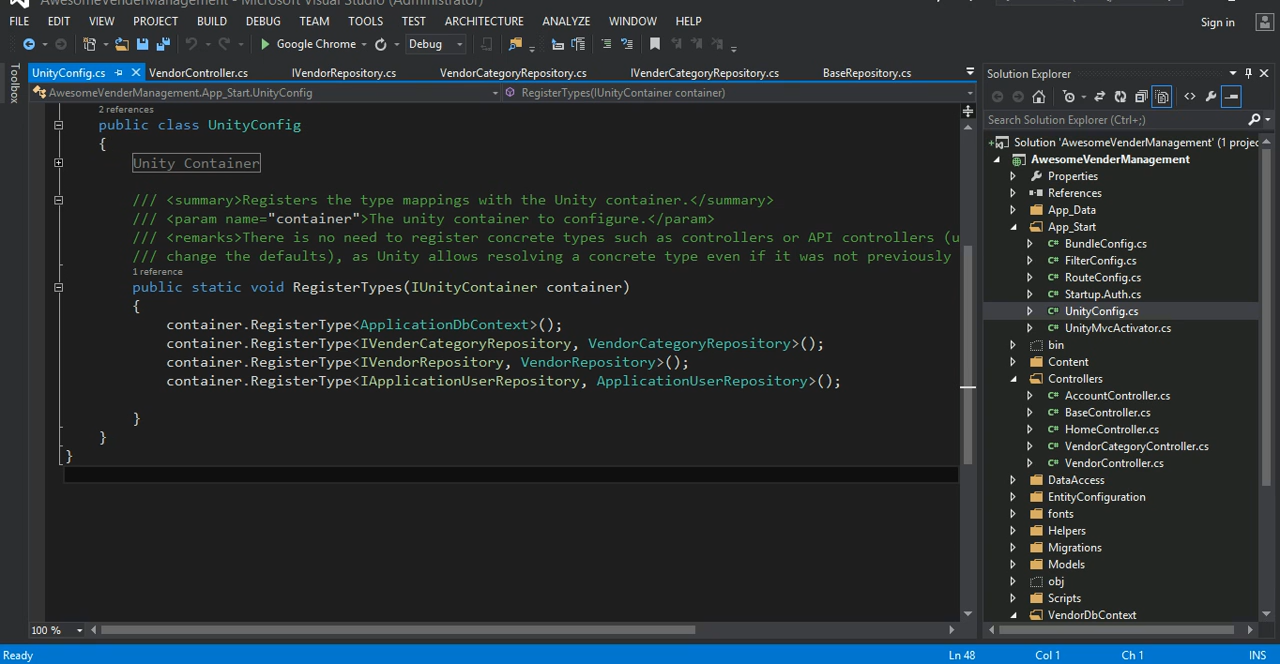 AwesomeVenderManagement - Microsoft Visual Studio (Administrator)
FILE EDIT VIEW PROJECT BUILD DEBUG TEAM TOOLS TEST ARCHITECTURE ANALYZE WINDOW HELP
Sign in
Google Chrome Debug
Toolbox
UnityConfig.cs VendorController.cs IVendorRepository.cs VendorCategoryRepository.cs IVenderCategoryRepository.cs BaseRepository.cs
AwesomeVenderManagement.App_Start.UnityConfig RegisterTypes(IUnityContainer container)
2 references
public class UnityConfig
{
Unity Container
/// <summary>Registers the type mappings with the Unity container.</summary>
/// <param name="container">The unity container to configure.</param>
/// <remarks>There is no need to register concrete types such as controllers or API controllers (u
/// change the defaults), as Unity allows resolving a concrete type even if it was not previously
1 reference
public static void RegisterTypes(IUnityContainer container)
{
container.RegisterType<ApplicationDbContext>();
container.RegisterType<IVenderCategoryRepository, VendorCategoryRepository>();
container.RegisterType<IVendorRepository, VendorRepository>();
container.RegisterType<IApplicationUserRepository, ApplicationUserRepository>();
}
}
}
100 %
Solution Explorer
Search Solution Explorer (Ctrl+;)
Solution 'AwesomeVenderManagement' (1 projec
AwesomeVenderManagement
Properties
References
App_Data
App_Start
C# BundleConfig.cs
C# FilterConfig.cs
C# RouteConfig.cs
C# Startup.Auth.cs
C# UnityConfig.cs
C# UnityMvcActivator.cs
bin
Content
Controllers
C# AccountController.cs
C# BaseController.cs
C# HomeController.cs
C# VendorCategoryController.cs
C# VendorController.cs
DataAccess
EntityConfiguration
fonts
Helpers
Migrations
Models
obj
Scripts
VendorDbContext
Ready Ln 48 Col 1 Ch 1 INS